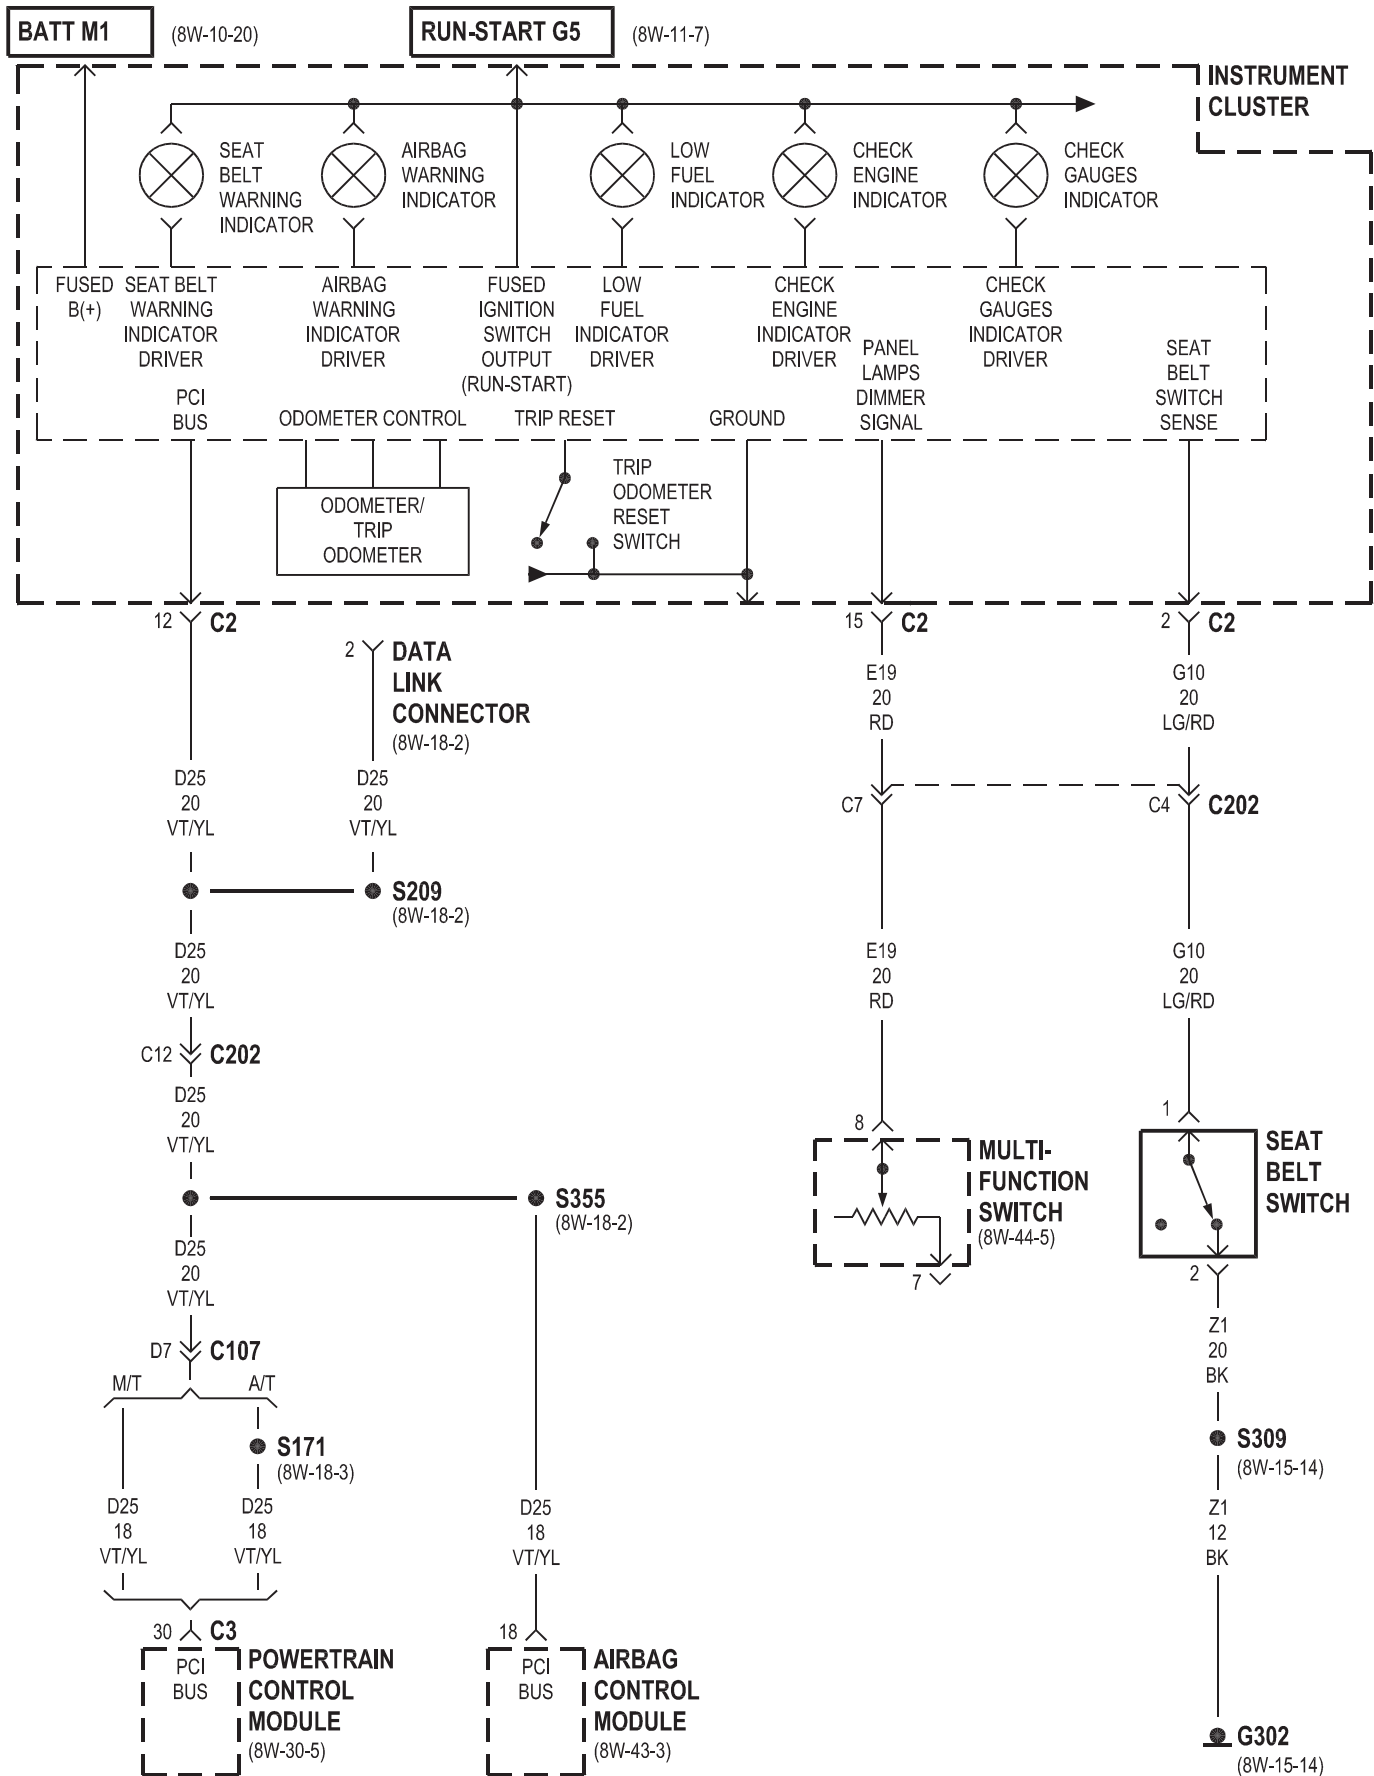 BATT M1
(8W-10-20)
RUN-START G5
(8W-11-7)
INSTRUMENT
CLUSTER
SEAT
BELT
WARNING
INDICATOR
AIRBAG
WARNING
INDICATOR
LOW
FUEL
INDICATOR
CHECK
ENGINE
INDICATOR
CHECK
GAUGES
INDICATOR
FUSED
B(+)
SEAT BELT
WARNING
INDICATOR
DRIVER
AIRBAG
WARNING
INDICATOR
DRIVER
FUSED
IGNITION
SWITCH
OUTPUT
(RUN-START)
LOW
FUEL
INDICATOR
DRIVER
CHECK
ENGINE
INDICATOR
DRIVER
CHECK
GAUGES
INDICATOR
DRIVER
PCI
BUS
ODOMETER CONTROL
TRIP RESET
GROUND
PANEL
LAMPS
DIMMER
SIGNAL
SEAT
BELT
SWITCH
SENSE
ODOMETER/
TRIP
ODOMETER
TRIP
ODOMETER
RESET
SWITCH
12
C2
2
DATA
LINK
CONNECTOR
(8W-18-2)
15
C2
2
C2
E19
20
RD
G10
20
LG/RD
D25
20
VT/YL
D25
20
VT/YL
C7
C4
C202
S209
(8W-18-2)
D25
20
VT/YL
E19
20
RD
G10
20
LG/RD
C12
C202
D25
20
VT/YL
8
MULTI-
FUNCTION
SWITCH
(8W-44-5)
7
1
SEAT
BELT
SWITCH
2
S355
(8W-18-2)
D25
20
VT/YL
Z1
20
BK
D7
C107
M/T
A/T
S171
(8W-18-3)
S309
(8W-15-14)
D25
18
VT/YL
D25
18
VT/YL
D25
18
VT/YL
Z1
12
BK
30
C3
PCI
BUS
POWERTRAIN
CONTROL
MODULE
(8W-30-5)
18
PCI
BUS
AIRBAG
CONTROL
MODULE
(8W-43-3)
G302
(8W-15-14)